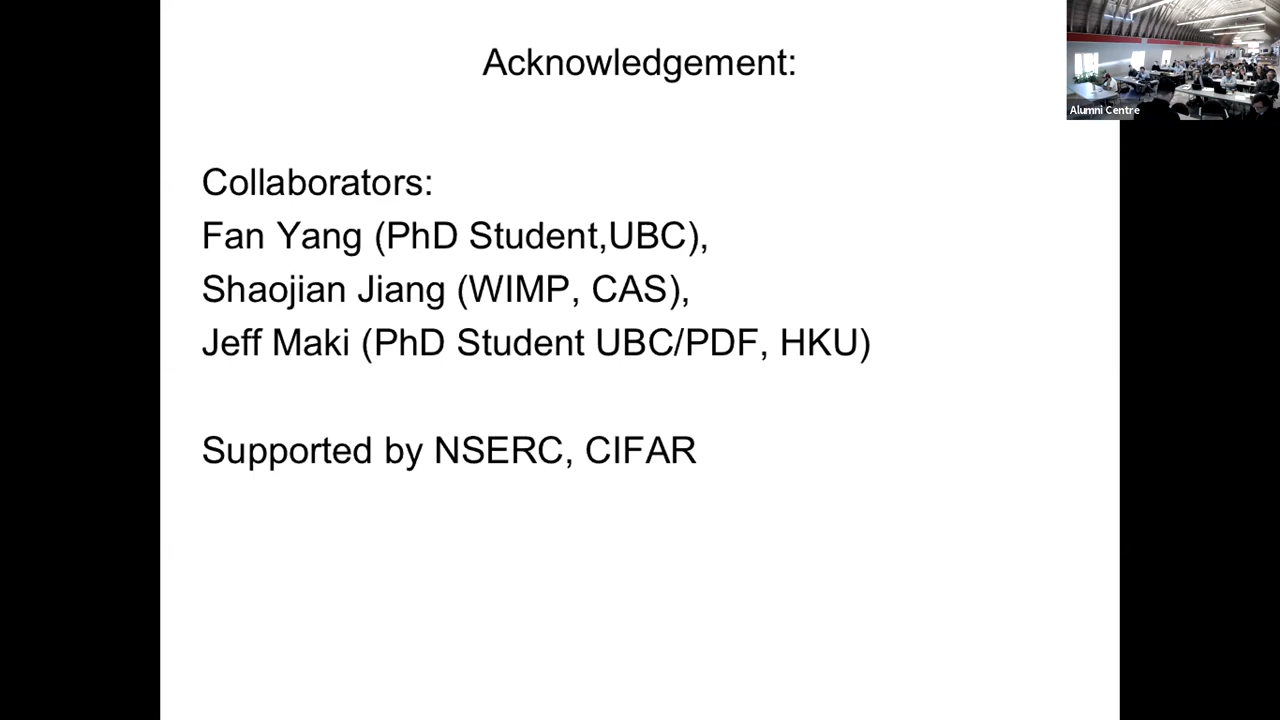 Acknowledgement:
Alumni Centre
Collaborators:
Fan Yang (PhD Student,UBC),
Shaojian Jiang (WIMP, CAS),
Jeff Maki (PhD Student UBC/PDF, HKU)
Supported by NSERC, CIFAR